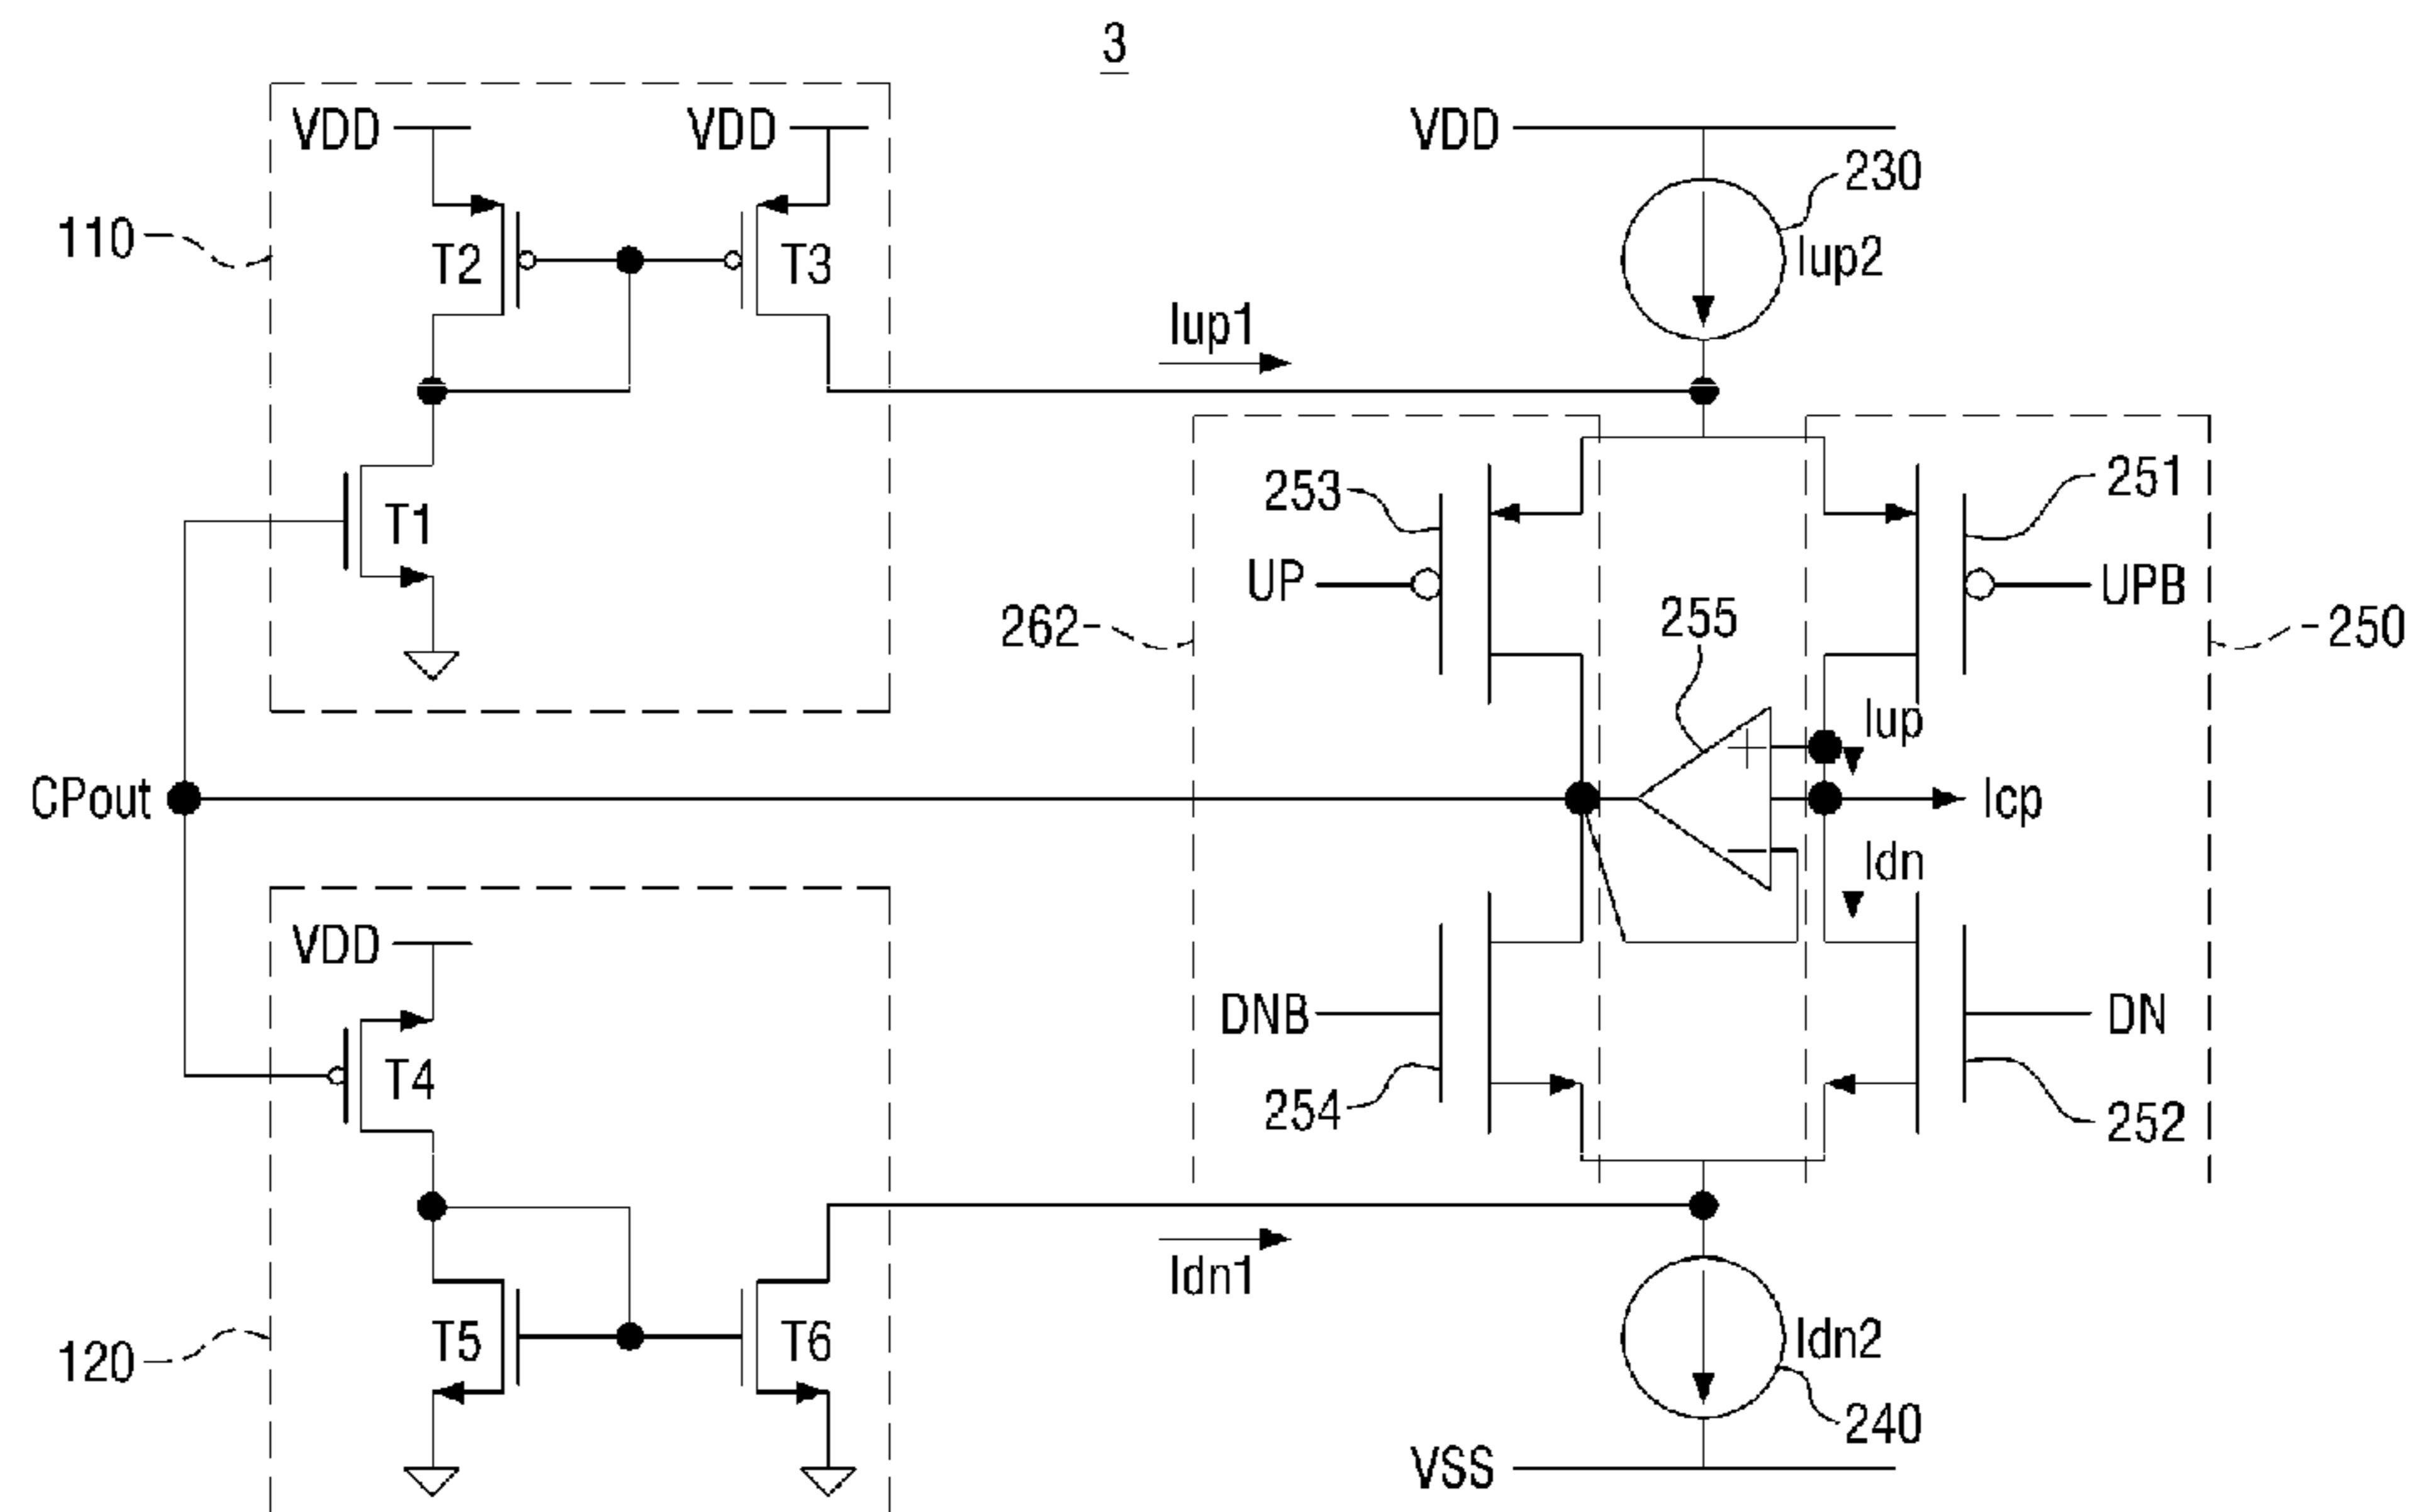 3
VDD
VDD
VDD
230
110
T2
T3
Iup2
Iup1
253
251
T1
UP
255
UPB
262
250
Iup
+
CPout
Icp
−
Idn
VDD
DNB
DN
T4
254
252
Idn1
T5
T6
Idn2
120
240
VSS